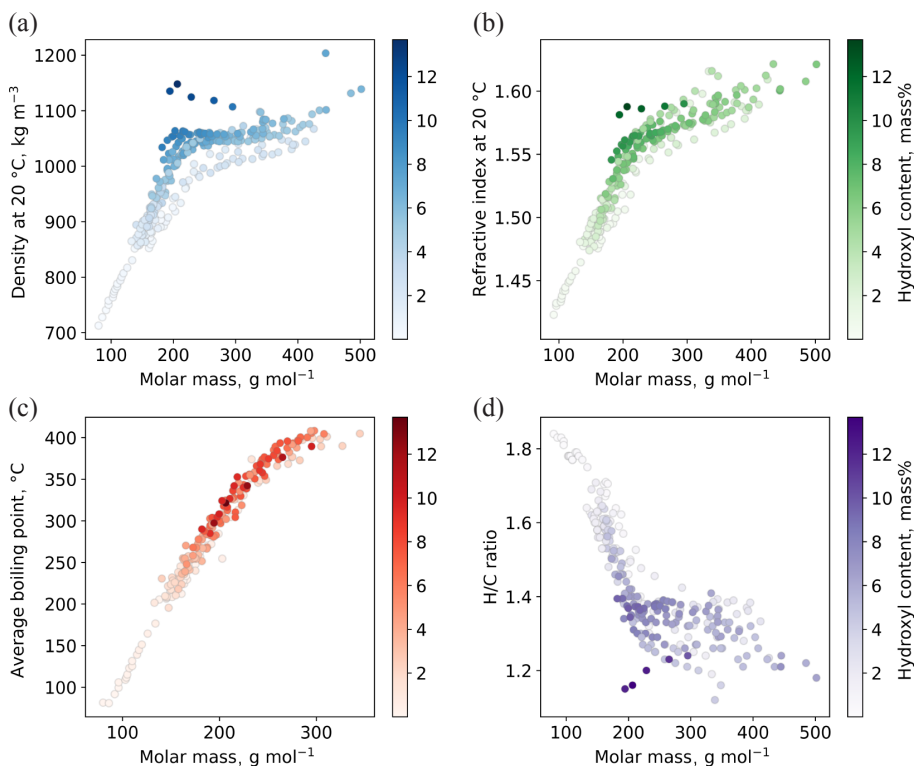 (a)
1200
1100
1000
900
800
700
Density at 20 °C, kg m⁻³
100 200 300 400 500
Molar mass, g mol⁻¹
12
10
8
6
4
2
(b)
1.60
1.55
1.50
1.45
Refractive index at 20 °C
100 200 300 400 500
Molar mass, g mol⁻¹
12
10
8
6
4
2
Hydroxyl content, mass%
(c)
400
350
300
250
200
150
100
Average boiling point, °C
100 200 300
Molar mass, g mol⁻¹
12
10
8
6
4
2
(d)
1.8
1.6
1.4
1.2
H/C ratio
100 200 300 400 500
Molar mass, g mol⁻¹
12
10
8
6
4
2
Hydroxyl content, mass%